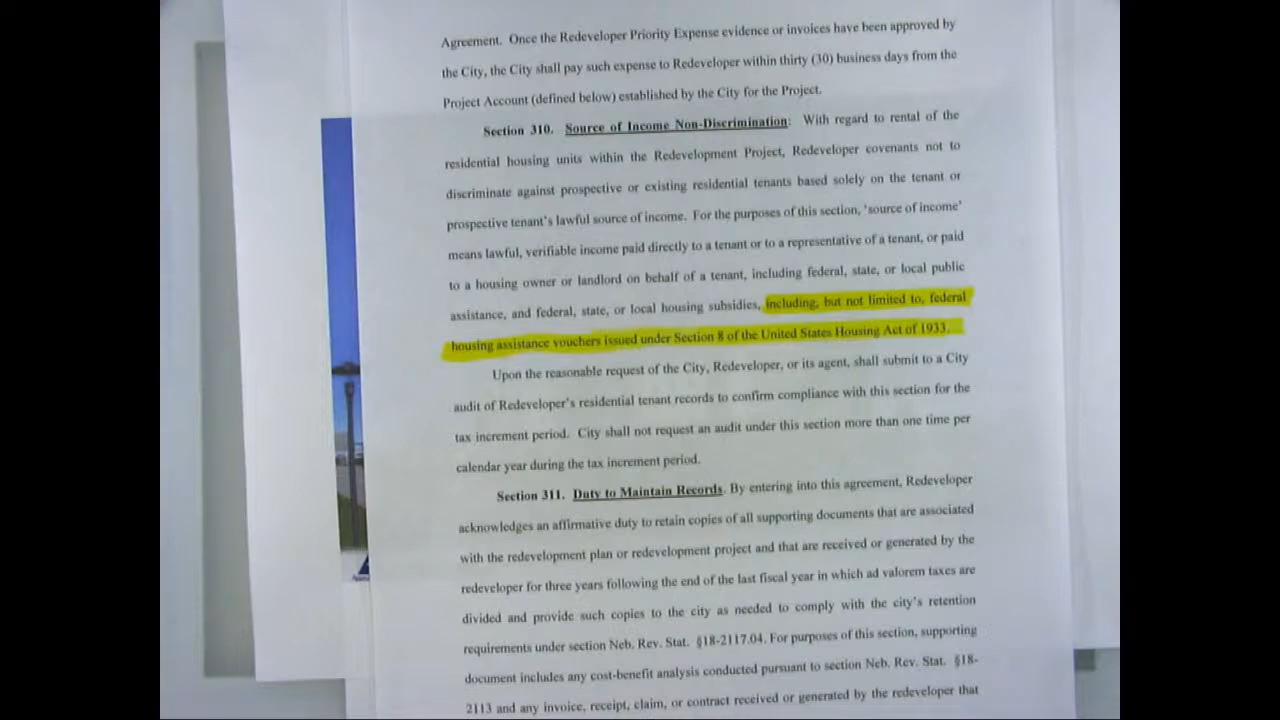 Agreement. Once the Redeveloper Priority Expense evidence or invoices have been approved by
the City, the City shall pay such expense to Redeveloper within thirty (30) business days from the
Project Account (defined below) established by the City for the Project.
Section 310. Source of Income Non-Discrimination: With regard to rental of the
residential housing units within the Redevelopment Project, Redeveloper covenants not to
discriminate against prospective or existing residential tenants based solely on the tenant or
prospective tenant's lawful source of income. For the purposes of this section, 'source of income'
means lawful, verifiable income paid directly to a tenant or to a representative of a tenant, or paid
to a housing owner or landlord on behalf of a tenant, including federal, state, or local public
assistance, and federal, state, or local housing subsidies, including, but not limited to, federal
housing assistance vouchers issued under Section 8 of the United States Housing Act of 1933.
Upon the reasonable request of the City, Redeveloper, or its agent, shall submit to a City
audit of Redeveloper's residential tenant records to confirm compliance with this section for the
tax increment period. City shall not request an audit under this section more than one time per
calendar year during the tax increment period.
Section 311. Duty to Maintain Records. By entering into this agreement, Redeveloper
acknowledges an affirmative duty to retain copies of all supporting documents that are associated
with the redevelopment plan or redevelopment project and that are received or generated by the
redeveloper for three years following the end of the last fiscal year in which ad valorem taxes are
divided and provide such copies to the city as needed to comply with the city's retention
requirements under section Neb. Rev. Stat. §18-2117.04. For purposes of this section, supporting
document includes any cost-benefit analysis conducted pursuant to section Neb. Rev. Stat. §18-
2113 and any invoice, receipt, claim, or contract received or generated by the redeveloper that